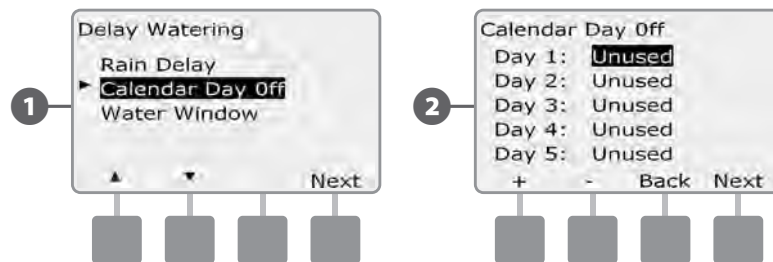 1
Delay Watering
Rain Delay
Calendar Day Off
Water Window
Next
2
Calendar Day Off
Day 1: Unused
Day 2: Unused
Day 3: Unused
Day 4: Unused
Day 5: Unused
+ - Back Next